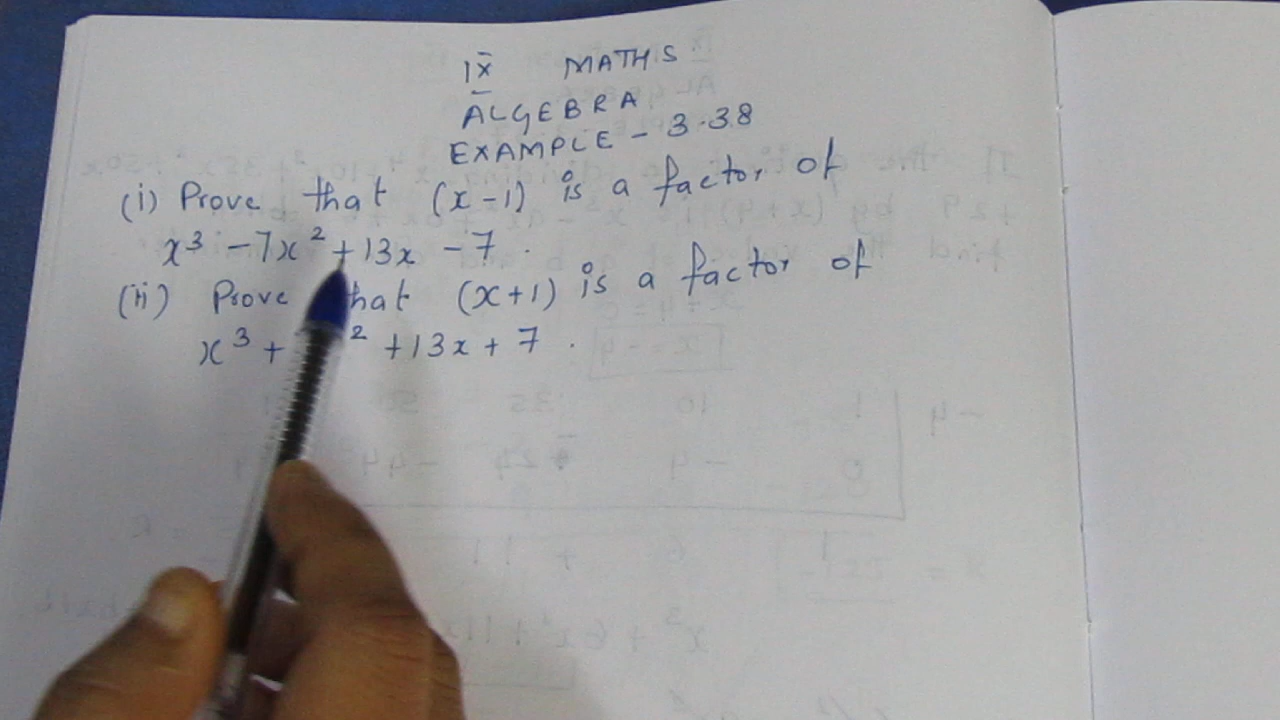 IX MATHS
ALGEBRA
EXAMPLE - 3.38
(i) Prove that (x-1) is a factor of
x³ - 7x² + 13x - 7.
(ii) Prove that (x+1) is a factor of
x³ + ² + 13x + 7.